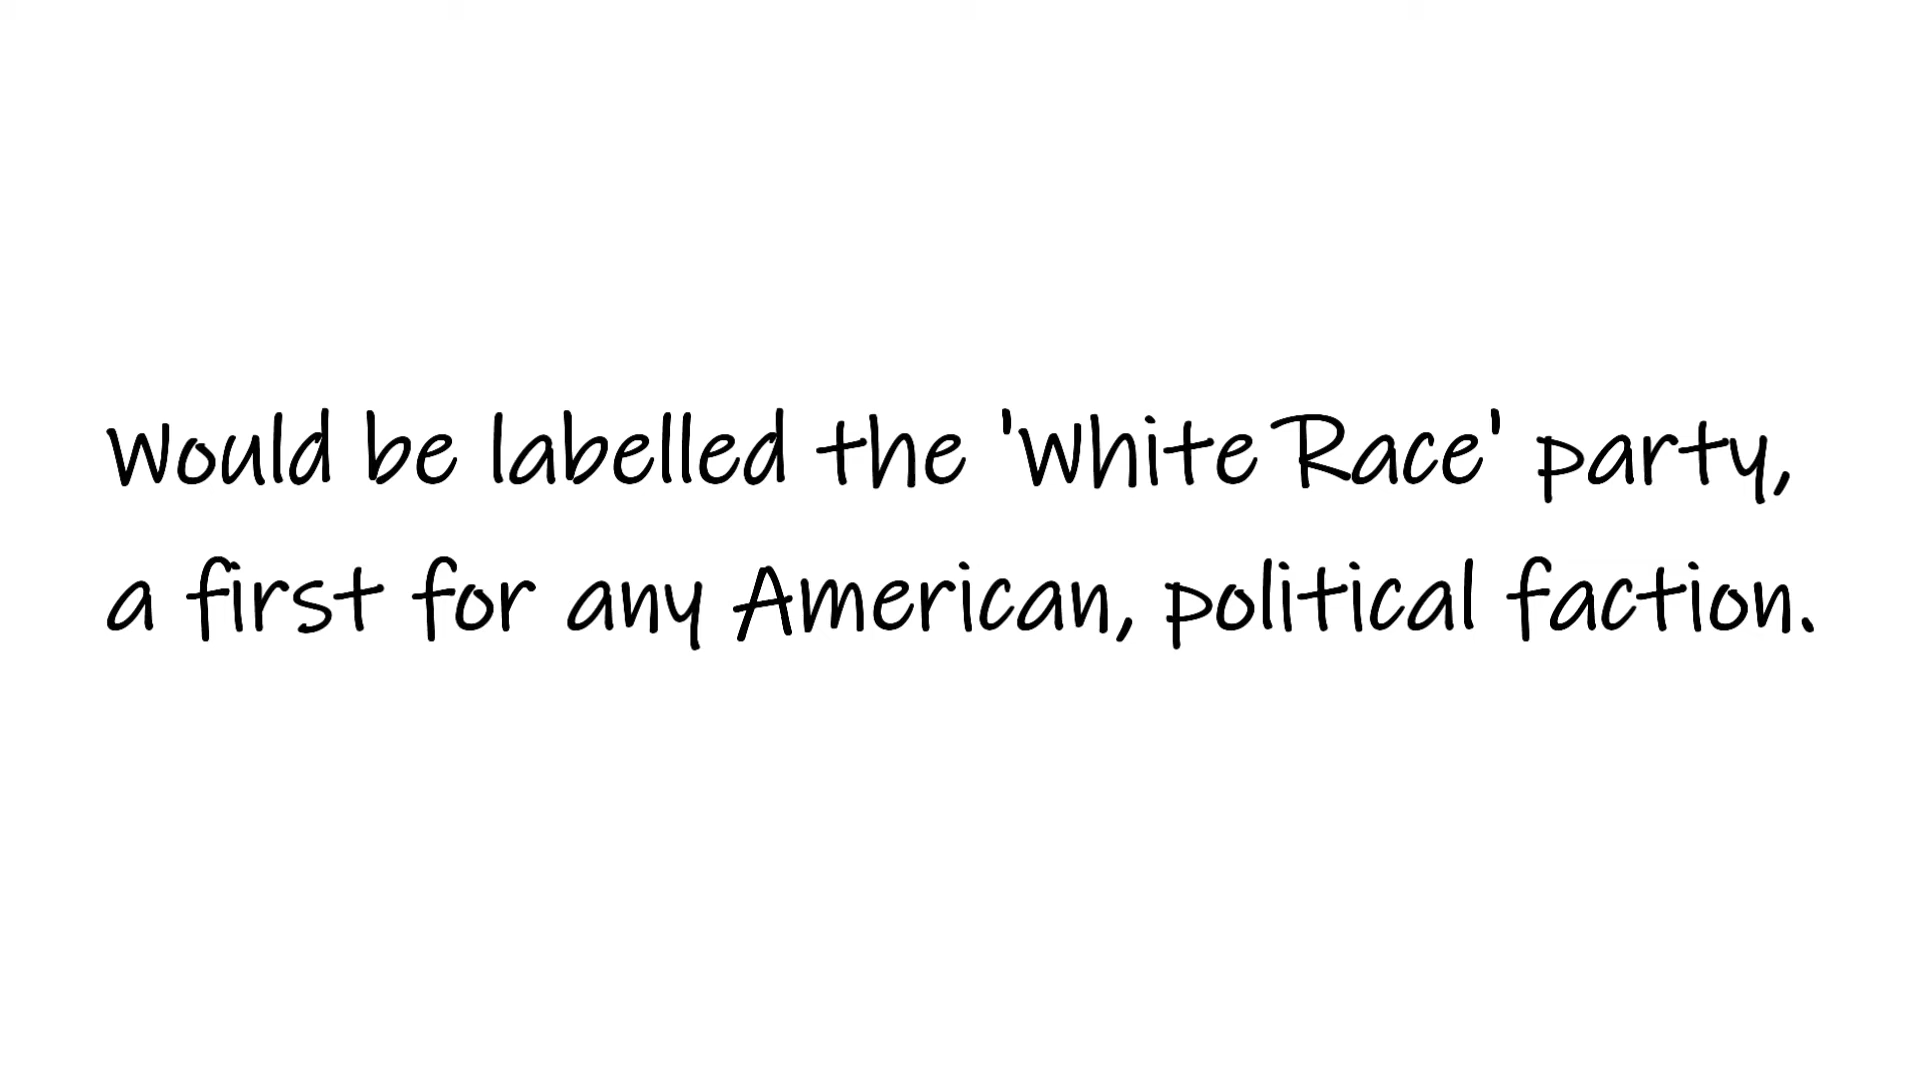 Would be labelled the 'White Race' party,
a first for any American, political faction.